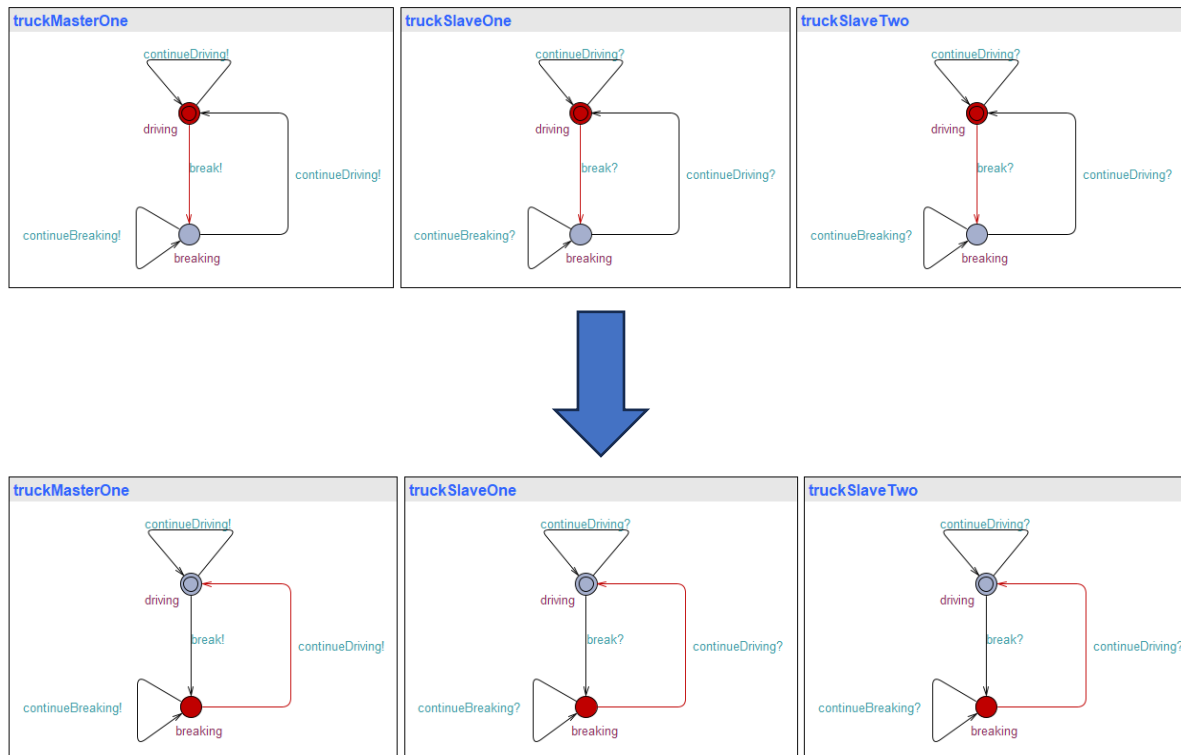 truckMasterOne
continueDriving!
driving
break!
continueDriving!
continueBreaking!
breaking
truckSlaveOne
continueDriving?
driving
break?
continueDriving?
continueBreaking?
breaking
truckSlaveTwo
continueDriving?
driving
break?
continueDriving?
continueBreaking?
breaking
truckMasterOne
continueDriving!
driving
break!
continueDriving!
continueBreaking!
breaking
truckSlaveOne
continueDriving?
driving
break?
continueDriving?
continueBreaking?
breaking
truckSlaveTwo
continueDriving?
driving
break?
continueDriving?
continueBreaking?
breaking